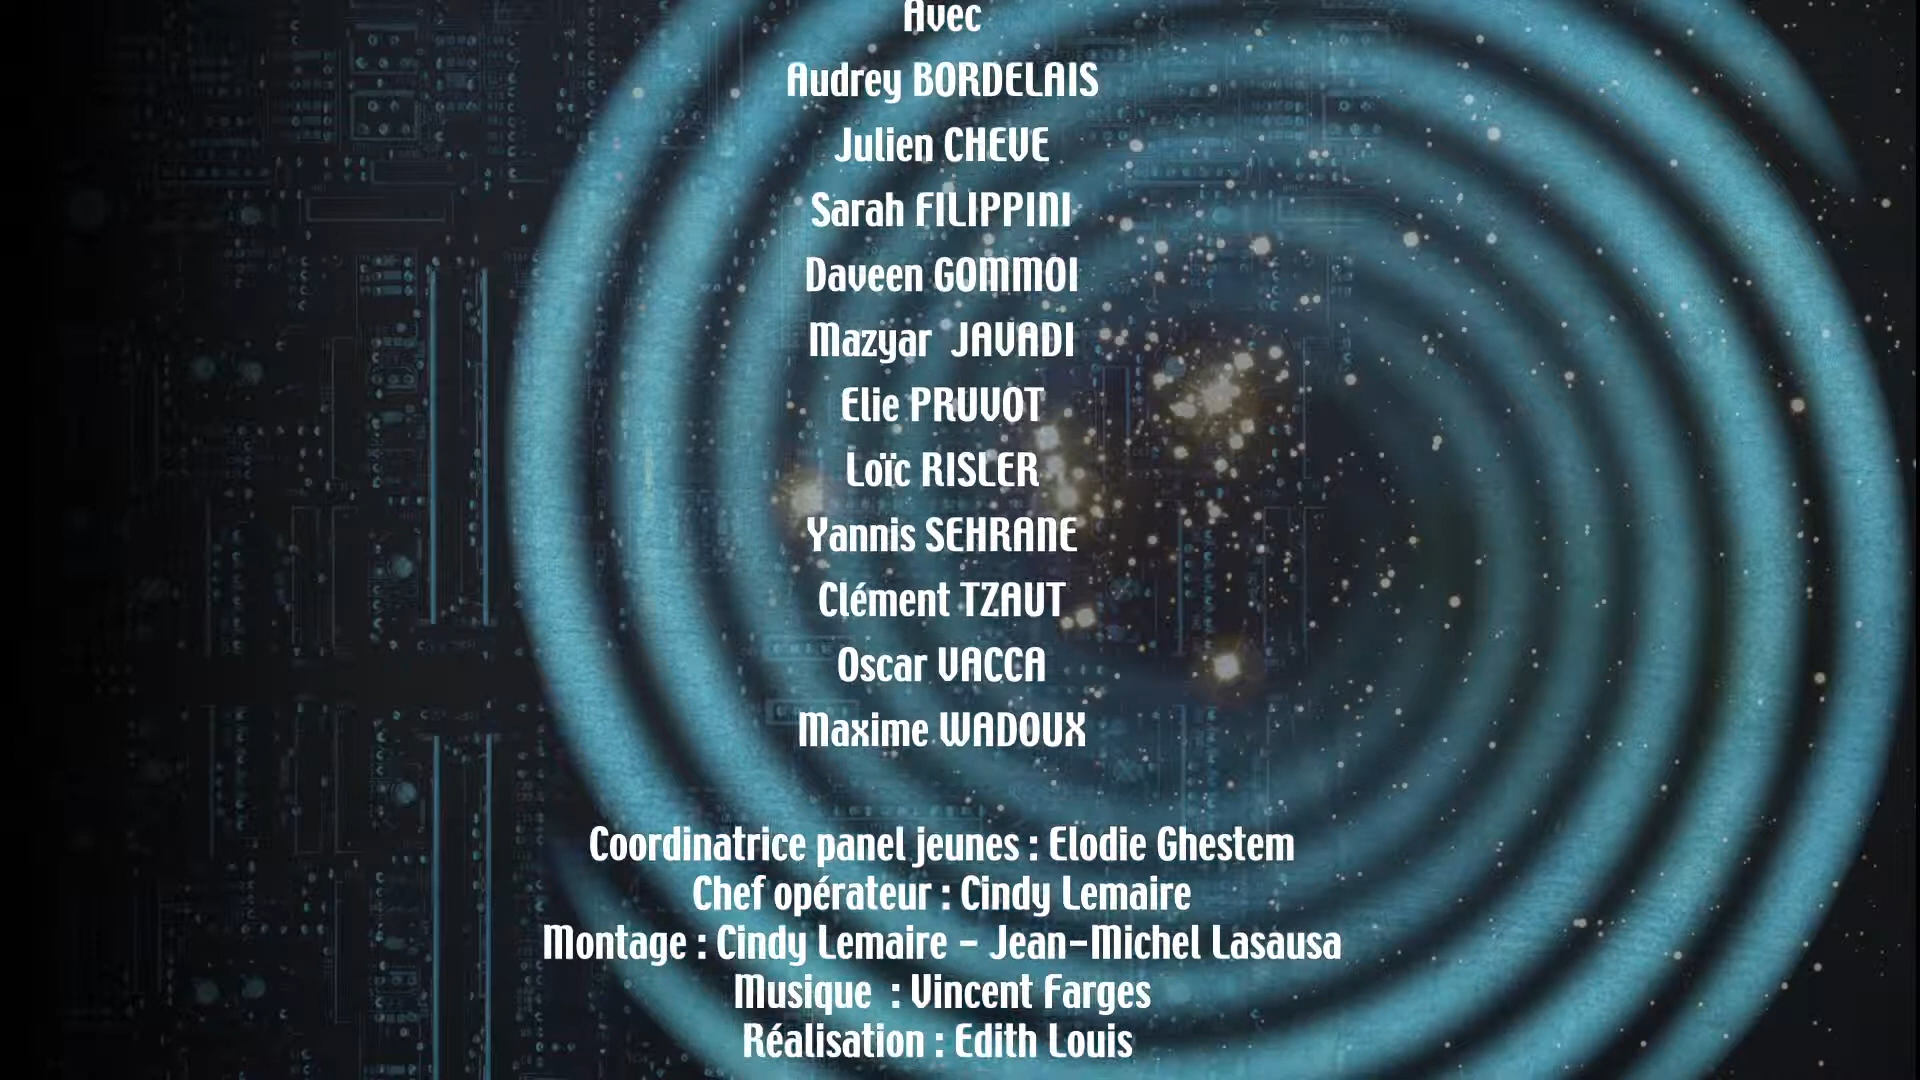 Avec
Audrey BORDELAIS
Julien CHEVE
Sarah FILIPPINI
Daveen GOMMOI
Mazyar JAVADI
Elie PRUVOT
Loïc RISLER
Yannis SEHRANE
Clément TZAUT
Oscar VACCA
Maxime WADOUX
Coordinatrice panel jeunes : Elodie Ghestem
Chef opérateur : Cindy Lemaire
Montage : Cindy Lemaire - Jean-Michel Lasausa
Musique : Vincent Farges
Réalisation : Edith Louis